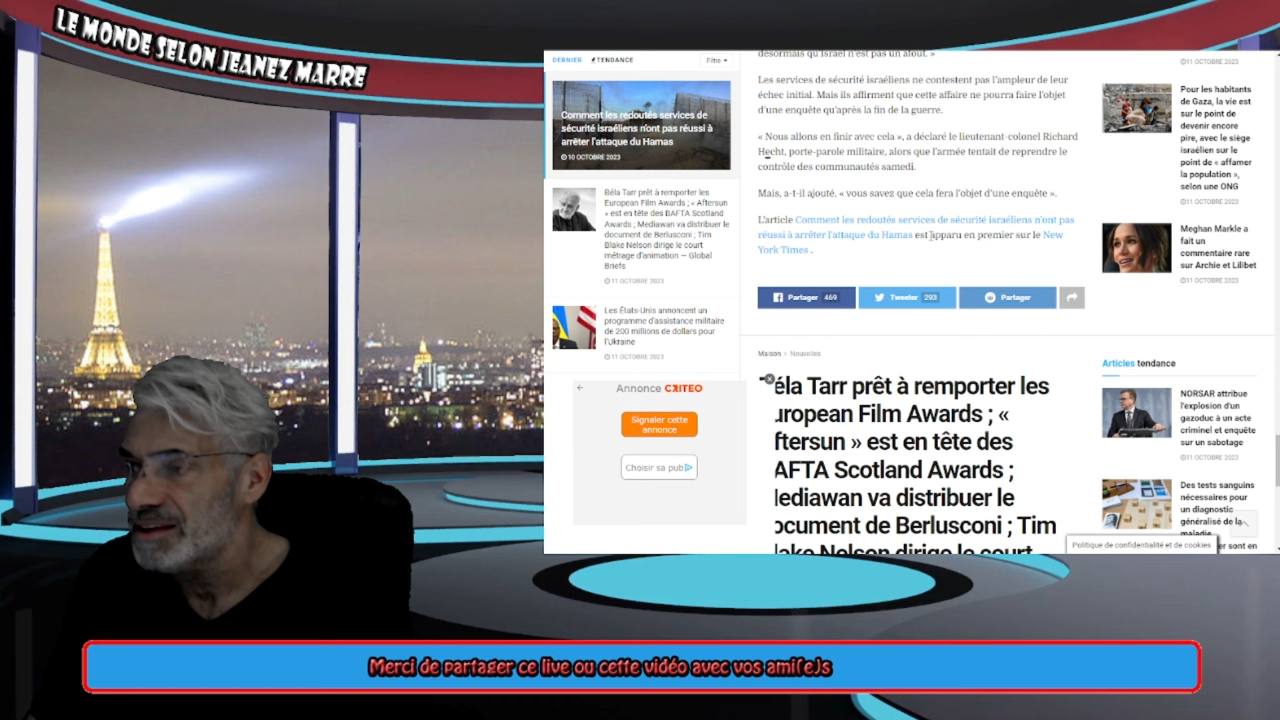 LE MONDE SELON JEANEZ MARRE
DERNIER
TENDANCE
Filtre
Comment les redoutés services de
sécurité israéliens n'ont pas réussi à
arrêter l'attaque du Hamas
10 OCTOBRE 2023
Béla Tarr prêt à remporter les
European Film Awards ; « Aftersun
» est en tête des BAFTA Scotland
Awards ; Mediawan va distribuer le
document de Berlusconi ; Tim
Blake Nelson dirige le court
métrage d'animation – Global
Briefs
11 OCTOBRE 2023
Les États-Unis annoncent un
programme d'assistance militaire
de 200 millions de dollars pour
l'Ukraine
11 OCTOBRE 2023
Annonce CRITEO
Signaler cette
annonce
Choisir sa pub
désormais qu'Israël n'est pas un atout. »
Les services de sécurité israéliens ne contestent pas l'ampleur de leur
échec initial. Mais ils affirment que cette affaire ne pourra faire l'objet
d'une enquête qu'après la fin de la guerre.
« Nous allons en finir avec cela », a déclaré le lieutenant-colonel Richard
Hecht, porte-parole militaire, alors que l'armée tentait de reprendre le
contrôle des communautés samedi.
Mais, a-t-il ajouté, « vous savez que cela fera l'objet d'une enquête ».
L'article Comment les redoutés services de sécurité israéliens n'ont pas
réussi à arrêter l'attaque du Hamas est apparu en premier sur le New
York Times .
Partager 469
Tweeter 293
Partager
Maison › Nouvelles
éla Tarr prêt à remporter les
uropean Film Awards ; «
ftersun » est en tête des
AFTA Scotland Awards ;
lediawan va distribuer le
ocument de Berlusconi ; Tim
lake Nelson dirige le court
11 OCTOBRE 2023
Pour les habitants
de Gaza, la vie est
sur le point de
devenir encore
pire, avec le siège
israélien sur le
point de « affamer
la population »,
selon une ONG
11 OCTOBRE 2023
Meghan Markle a
fait un
commentaire rare
sur Archie et Lilibet
11 OCTOBRE 2023
Articles tendance
NORSAR attribue
l'explosion d'un
gazoduc à un acte
criminel et enquête
sur un sabotage
11 OCTOBRE 2023
Des tests sanguins
nécessaires pour
un diagnostic
généralisé de la
maladie
er sont en
Politique de confidentialité et de cookies
Merci de partager ce live ou cette vidéo avec vos ami(e)s